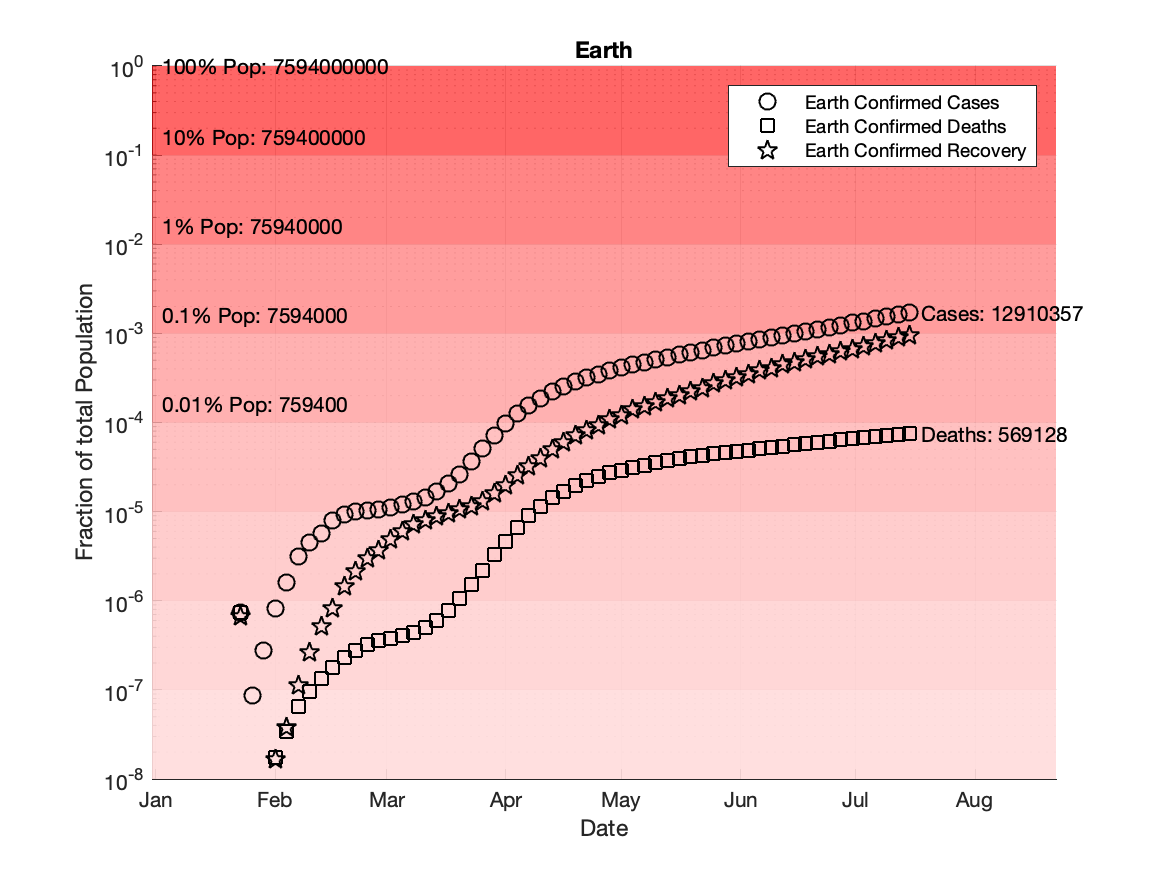 Earth
10^0
100% Pop: 7594000000
Earth Confirmed Cases
Earth Confirmed Deaths
Earth Confirmed Recovery
10% Pop: 759400000
10^-1
1% Pop: 75940000
10^-2
0.1% Pop: 7594000
Cases: 12910357
10^-3
0.01% Pop: 759400
10^-4
Deaths: 569128
10^-5
10^-6
10^-7
10^-8
Fraction of total Population
Jan Feb Mar Apr May Jun Jul Aug
Date